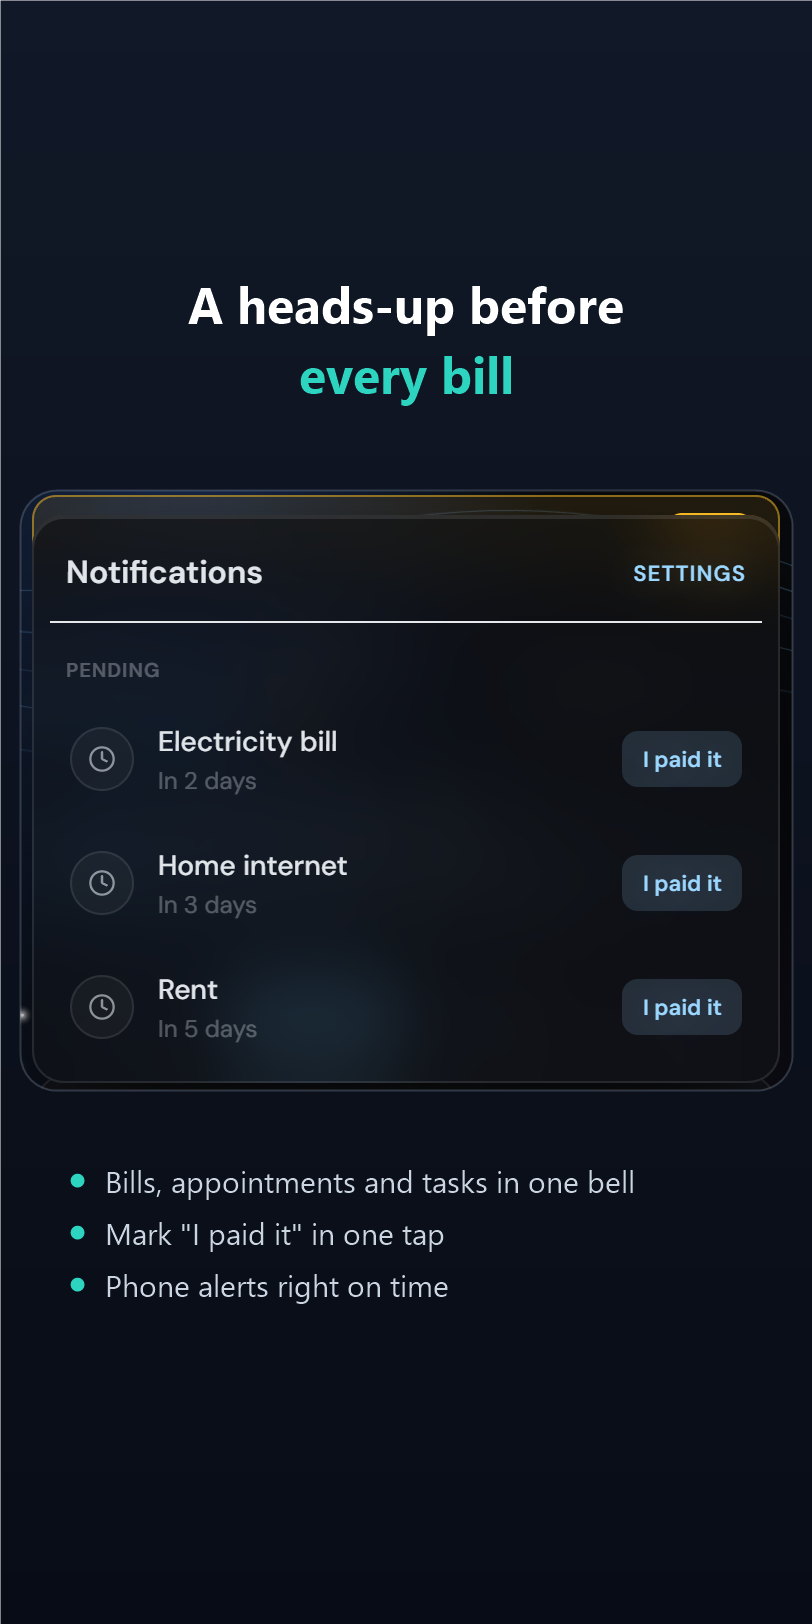 A heads-up before
every bill
Notifications
SETTINGS
PENDING
Electricity bill
In 2 days
I paid it
Home internet
In 3 days
I paid it
Rent
In 5 days
I paid it
Bills, appointments and tasks in one bell
Mark "I paid it" in one tap
Phone alerts right on time